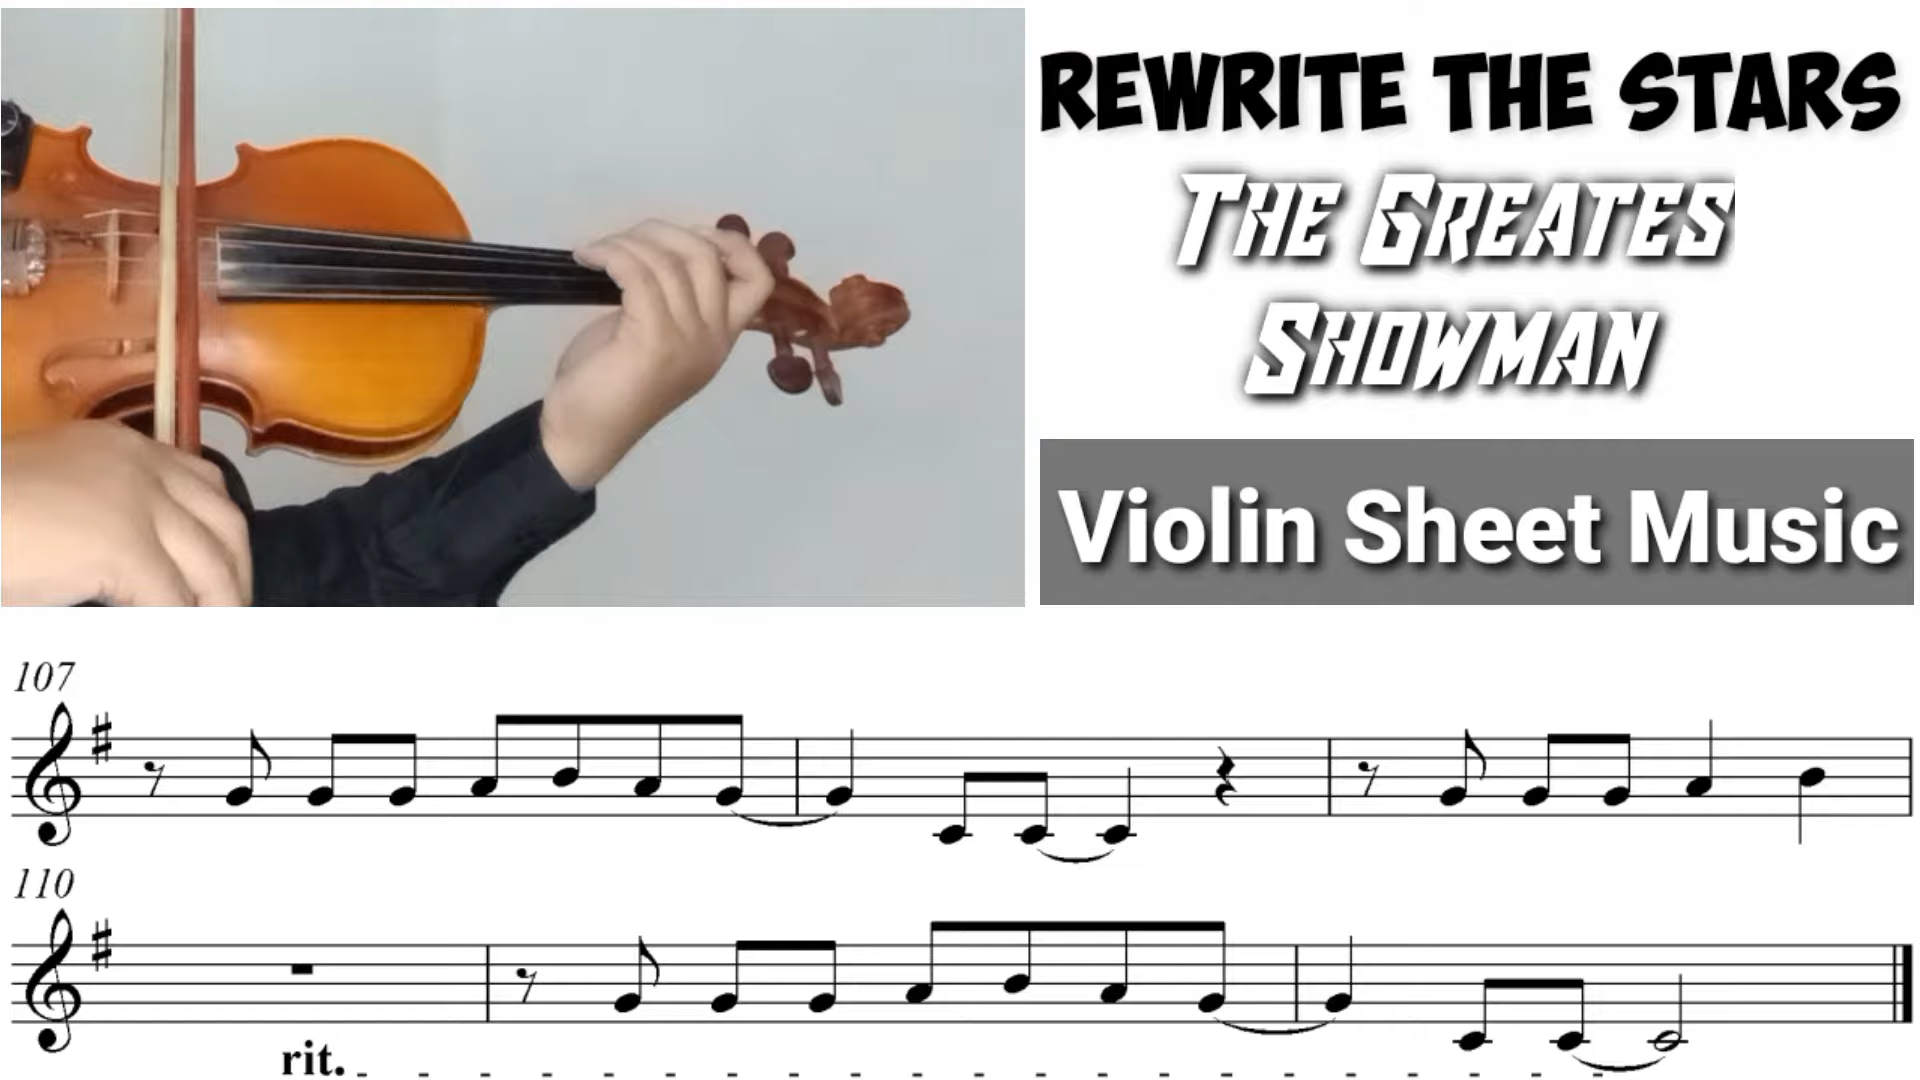 REWRITE THE STARS
THE GREATES
SHOWMAN
Violin Sheet Music
107
110
rit.